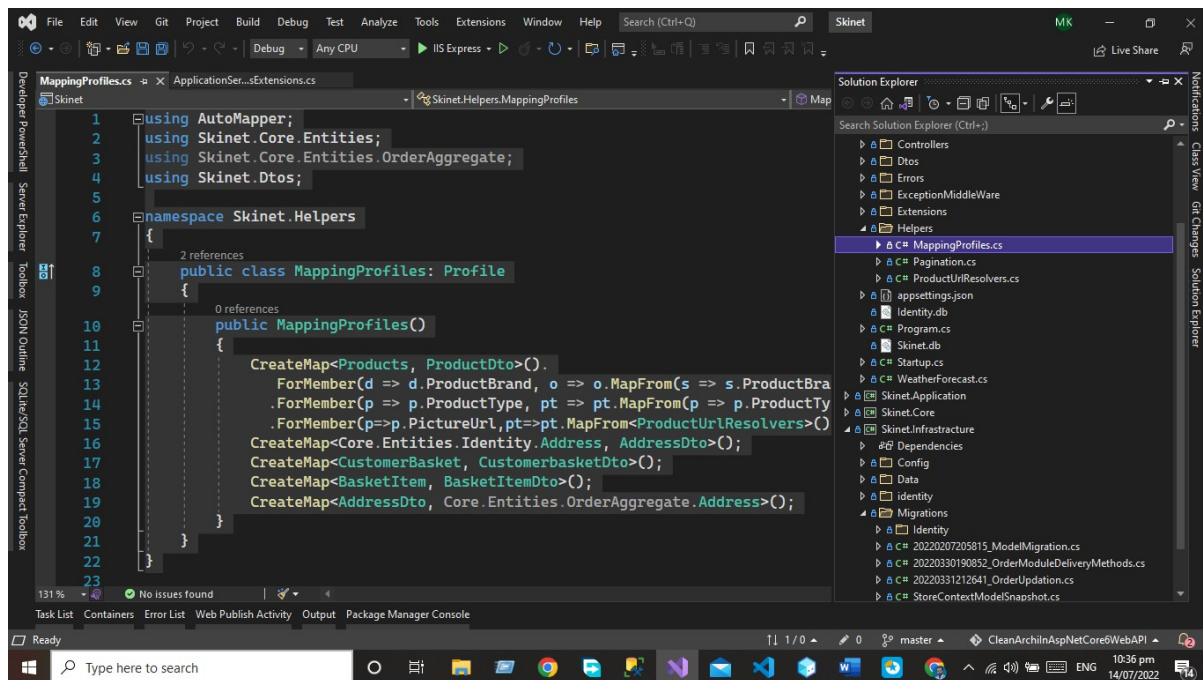 File Edit View Git Project Build Debug Test Analyze Tools Extensions Window Help Search (Ctrl+Q) Skinet MK
Debug Any CPU IIS Express Live Share
MappingProfiles.cs ApplicationSer...sExtensions.cs
Skinet Skinet.Helpers.MappingProfiles Map
1 using AutoMapper;
2 using Skinet.Core.Entities;
3 using Skinet.Core.Entities.OrderAggregate;
4 using Skinet.Dtos;
5
6 namespace Skinet.Helpers
7 {
2 references
8 public class MappingProfiles: Profile
9 {
0 references
10 public MappingProfiles()
11 {
12 CreateMap<Products, ProductDto>().
13 ForMember(d => d.ProductBrand, o => o.MapFrom(s => s.ProductBra
14 .ForMember(p => p.ProductType, pt => pt.MapFrom(p => p.ProductTy
15 .ForMember(p=>p.PictureUrl,pt=>pt.MapFrom<ProductUrlResolvers>()
16 CreateMap<Core.Entities.Identity.Address, AddressDto>();
17 CreateMap<CustomerBasket, CustomerbasketDto>();
18 CreateMap<BasketItem, BasketItemDto>();
19 CreateMap<AddressDto, Core.Entities.OrderAggregate.Address>();
20 }
21 }
22 }
23
131 % No issues found
Developer PowerShell
Server Explorer
Toolbox
JSON Outline
SQLite/SQL Server Compact Toolbox
Solution Explorer
Search Solution Explorer (Ctrl+;)
Controllers
Dtos
Errors
ExceptionMiddleWare
Extensions
Helpers
C# MappingProfiles.cs
C# Pagination.cs
C# ProductUrlResolvers.cs
appsettings.json
Identity.db
C# Program.cs
Skinet.db
C# Startup.cs
C# WeatherForecast.cs
C# Skinet.Application
C# Skinet.Core
C# Skinet.Infrastructure
Dependencies
Config
Data
identity
Migrations
Identity
C# 20220207205815_ModelMigration.cs
C# 20220330190852_OrderModuleDeliveryMethods.cs
C# 20220331212641_OrderUpdation.cs
C# StoreContextModelSnapshot.cs
Notifications
Class View
Git Changes
Solution Explorer
Task List Containers Error List Web Publish Activity Output Package Manager Console
Ready 1 / 0 0 master CleanArchiInAspNetCore6WebAPI 2
Type here to search ENG 10:36 pm
14/07/2022 14